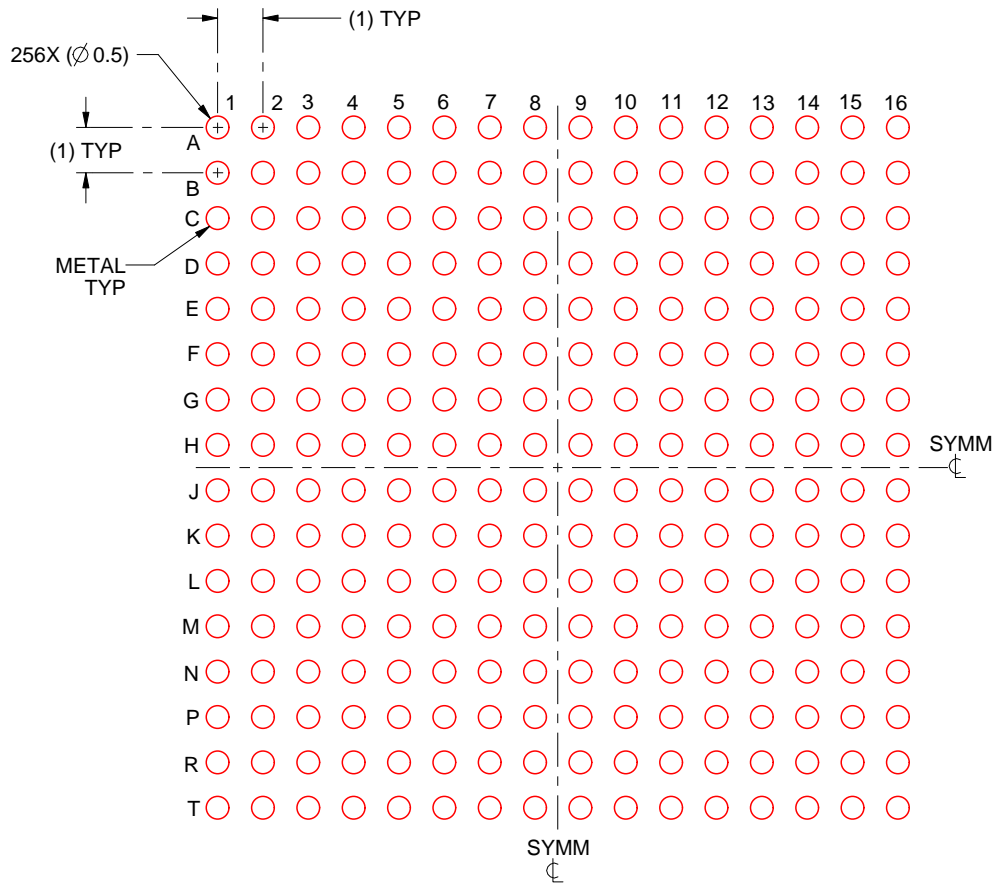 (1) TYP
256X (∅ 0.5)
1 2 3 4 5 6 7 8 9 10 11 12 13 14 15 16
A
(1) TYP
B
C
METAL
TYP
D
E
F
G
H
SYMM
℄
J
K
L
M
N
P
R
T
SYMM
℄